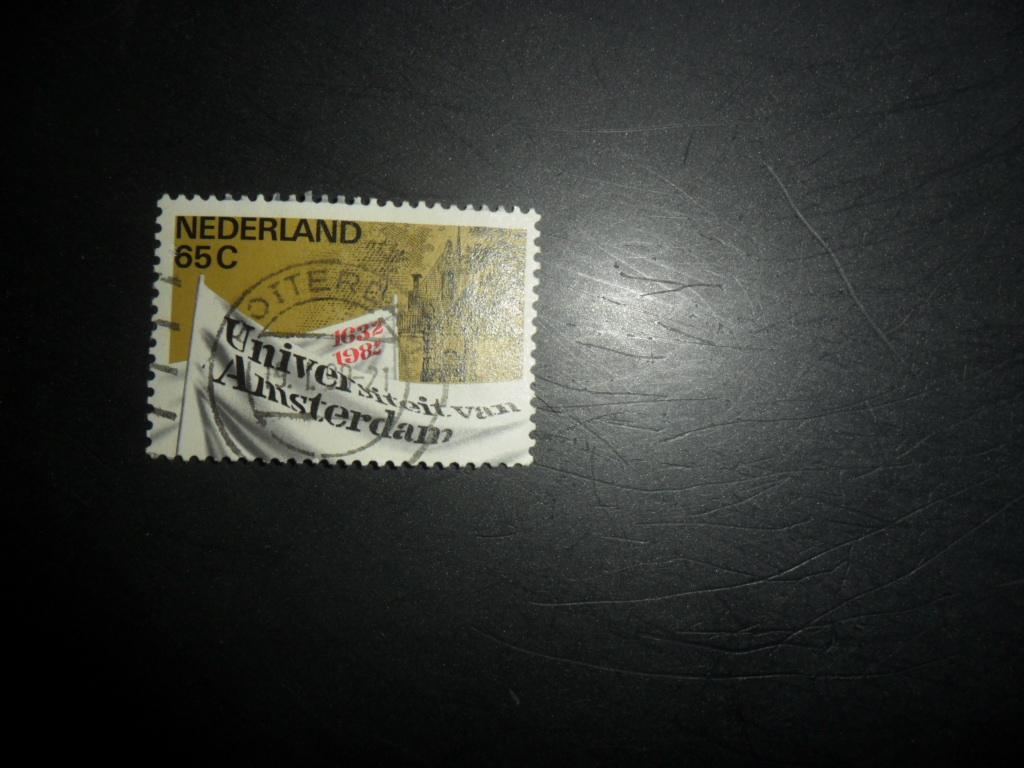 NEDERLAND
65 C
1632
1982
Universiteit van
Amsterdam